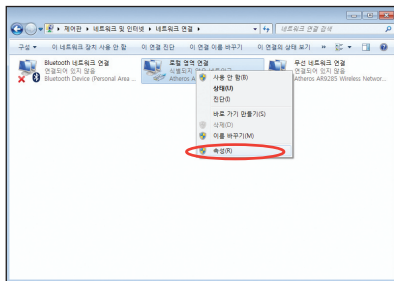 제어판 ▸ 네트워크 및 인터넷 ▸ 네트워크 연결 ▸
네트워크 연결 검색
구성 ▾ 이 네트워크 장치 사용 안 함 이 연결 진단 이 연결 이름 바꾸기 이 연결의 상태 보기 »
Bluetooth 네트워크 연결
연결되어 있지 않음
Bluetooth Device (Personal Area ...
로컬 영역 연결
Atheros A
무선 네트워크 연결
연결되어 있지 않음
Atheros AR9285 Wireless Networ...
사용 안 함(B)
상태(U)
진단(I)
바로 가기 만들기(S)
삭제(D)
이름 바꾸기(M)
속성(R)